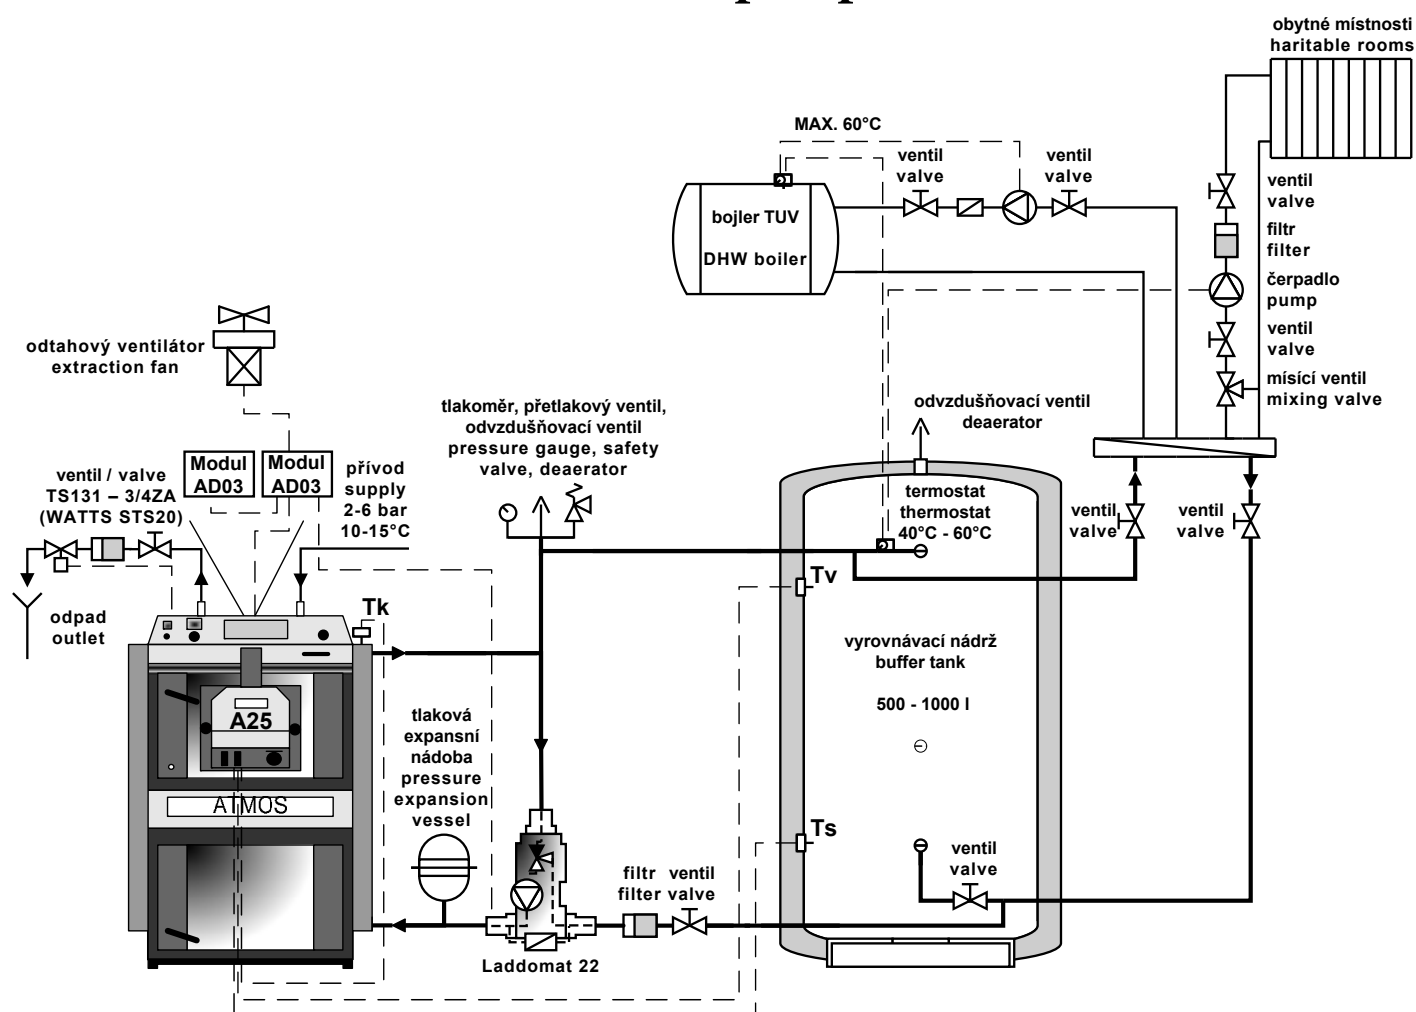 obytné místnosti
haritable rooms
MAX. 60°C
ventil
valve
ventil
valve
ventil
valve
bojler TUV
DHW boiler
filtr
filter
čerpadlo
pump
ventil
valve
mísící ventil
mixing valve
odtahový ventilátor
extraction fan
tlakoměr, přetlakový ventil,
odvzdušňovací ventil
pressure gauge, safety
valve, deaerator
odvzdušňovací ventil
deaerator
ventil / valve
TS131 – 3/4ZA
(WATTS STS20)
Modul
AD03
Modul
AD03
přívod
supply
2-6 bar
10-15°C
termostat
thermostat
40°C - 60°C
ventil
valve
ventil
valve
Tv
Tk
odpad
outlet
vyrovnávací nádrž
buffer tank
500 - 1000 l
A25
tlaková
expansní
nádoba
pressure
expansion
vessel
ATMOS
Ts
ventil
valve
filtr ventil
filter valve
Laddomat 22